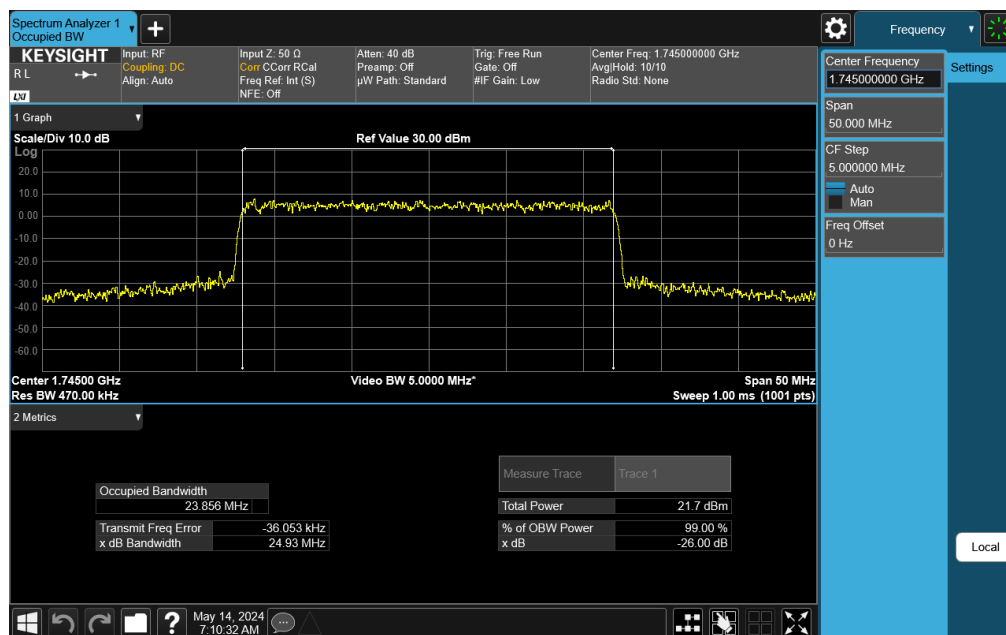 Spectrum Analyzer 1
Occupied BW
Frequency
KEYSIGHT
R L
LXI
Input: RF
Coupling: DC
Align: Auto
Input Z: 50 Ω
Corr CCorr RCal
Freq Ref: Int (S)
NFE: Off
Atten: 40 dB
Preamp: Off
µW Path: Standard
Trig: Free Run
Gate: Off
#IF Gain: Low
Center Freq: 1.745000000 GHz
Avg|Hold: 10/10
Radio Std: None
Center Frequency
1.745000000 GHz
Settings
Span
50.000 MHz
CF Step
5.000000 MHz
Auto
Man
Freq Offset
0 Hz
Local
1 Graph
Scale/Div 10.0 dB
Ref Value 30.00 dBm
Log
20.0
10.0
0.00
-10.0
-20.0
-30.0
-40.0
-50.0
-60.0
Center 1.74500 GHz
Video BW 5.0000 MHz*
Span 50 MHz
Res BW 470.00 kHz
Sweep 1.00 ms (1001 pts)
2 Metrics
Measure Trace Trace 1
Occupied Bandwidth
23.856 MHz
Total Power 21.7 dBm
Transmit Freq Error -36.053 kHz
% of OBW Power 99.00 %
x dB Bandwidth 24.93 MHz
x dB -26.00 dB
?
May 14, 2024
7:10:32 AM